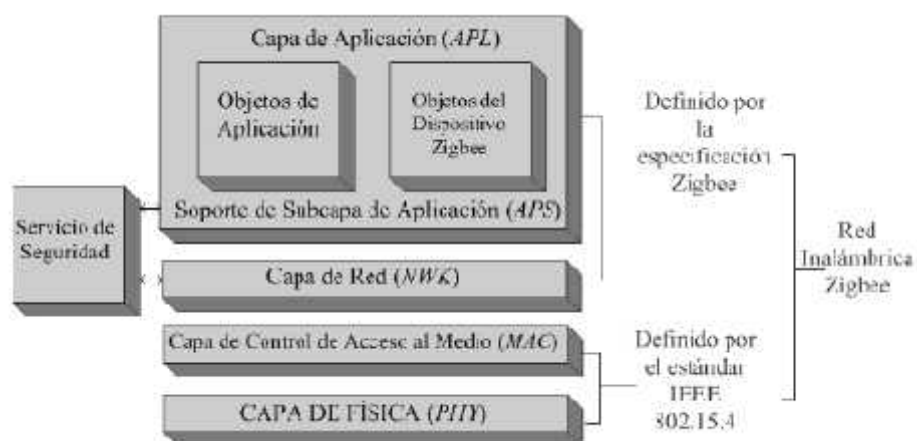 Capa de Aplicación (APL)
Objetos de
Aplicación
Objetos del
Dispositivo
Zigbee
Soporte de Subcapa de Aplicación (APS)
Servicio de
Seguridad
Capa de Red (NWK)
Capa de Control de Acceso al Medio (MAC)
CAPA DE FÍSICA (PHY)
Definido por
la
especificación
Zigbee
Definido por
el estándar
IEEE
802.15.4
Red
Inalámbrica
Zigbee